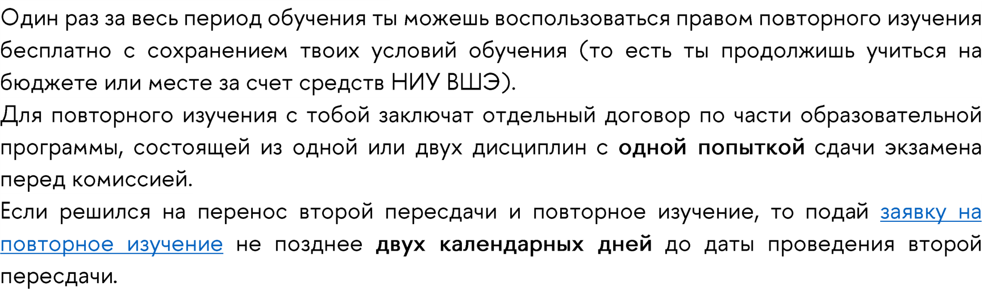 Один раз за весь период обучения ты можешь воспользоваться правом повторного изучения
бесплатно с сохранением твоих условий обучения (то есть ты продолжишь учиться на
бюджете или месте за счет средств НИУ ВШЭ).
Для повторного изучения с тобой заключат отдельный договор по части образовательной
программы, состоящей из одной или двух дисциплин с одной попыткой сдачи экзамена
перед комиссией.
Если решился на перенос второй пересдачи и повторное изучение, то подай заявку на
повторное изучение не позднее двух календарных дней до даты проведения второй
пересдачи.